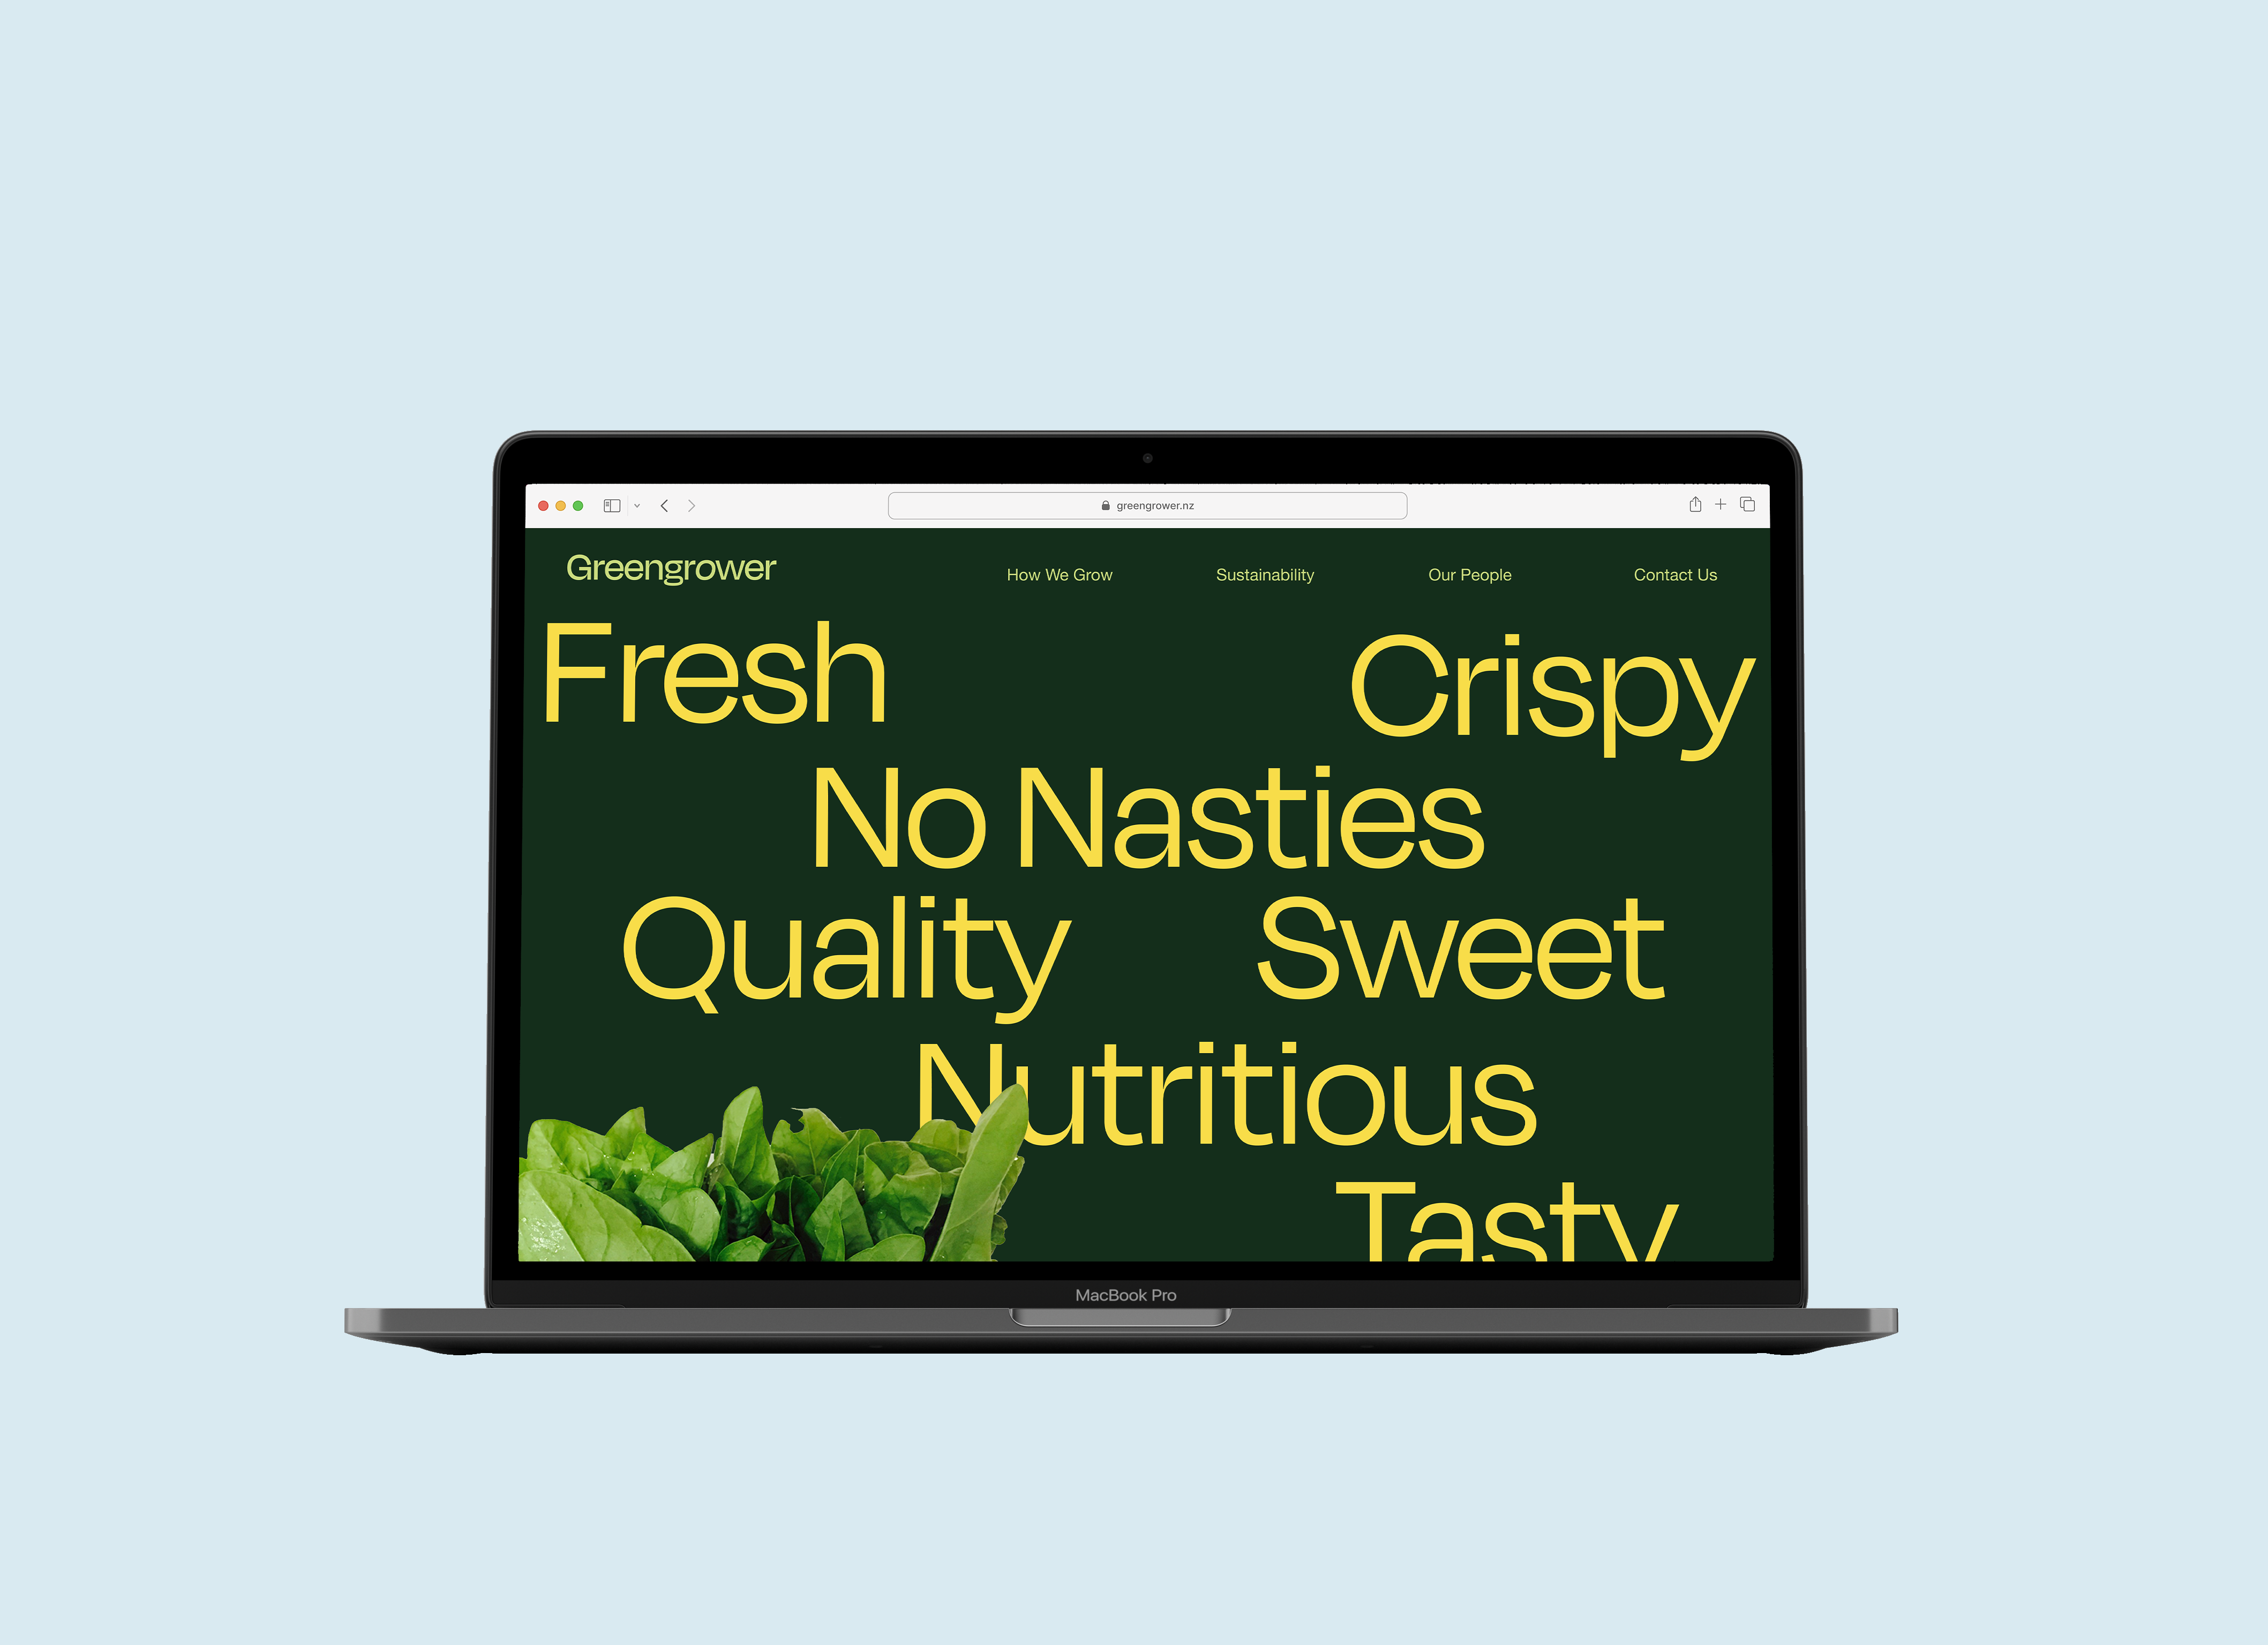 greengrower.nz
Greengrower How We Grow Sustainability Our People Contact Us
Fresh Crispy
No Nasties
Quality Sweet
Nutritious
Tasty
MacBook Pro